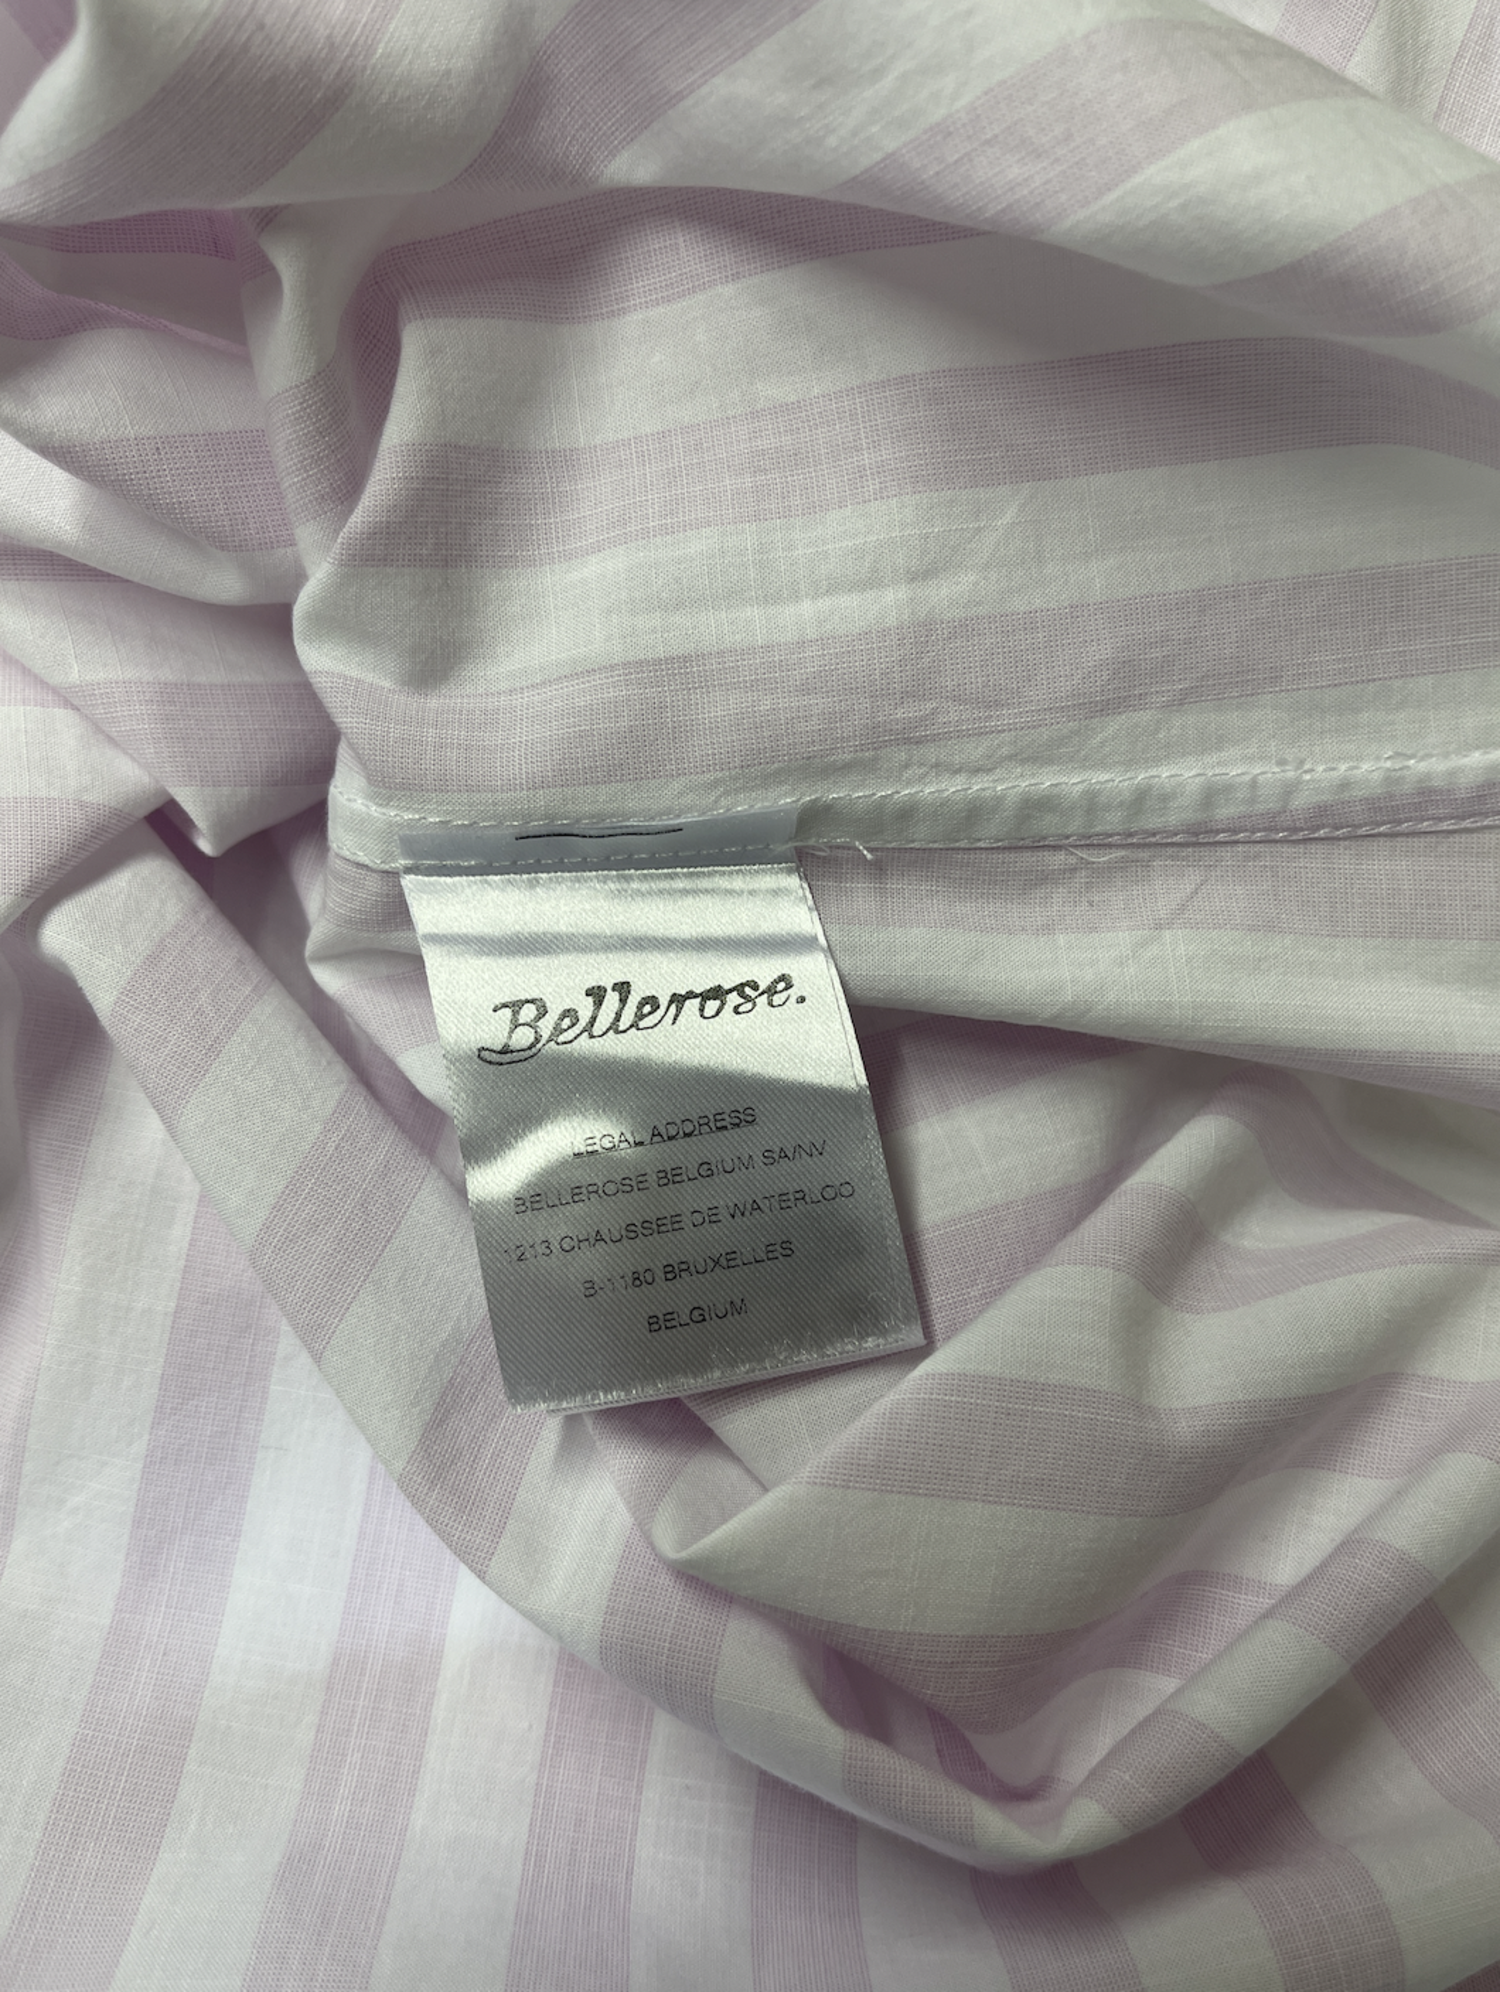 Bellerose.
LEGAL ADDRESS
BELLEROSE BELGIUM SA/NV
1213 CHAUSSEE DE WATERLOO
B-1180 BRUXELLES
BELGIUM